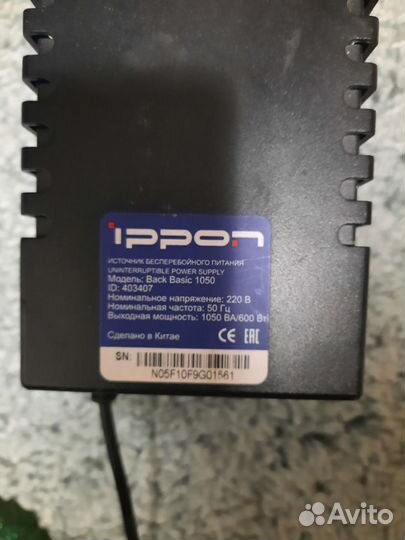 ippon
ИСТОЧНИК БЕСПЕРЕБОЙНОГО ПИТАНИЯ
UNINTERRUPTIBLE POWER SUPPLY
Модель: Back Basic 1050
ID: 403407
Номинальное напряжение: 220 В
Номинальная частота: 50 Гц
Выходная мощность: 1050 ВА/600 Вт
Сделано в Китае
CE EAC
SN:
N05F10F9G01561
Avito